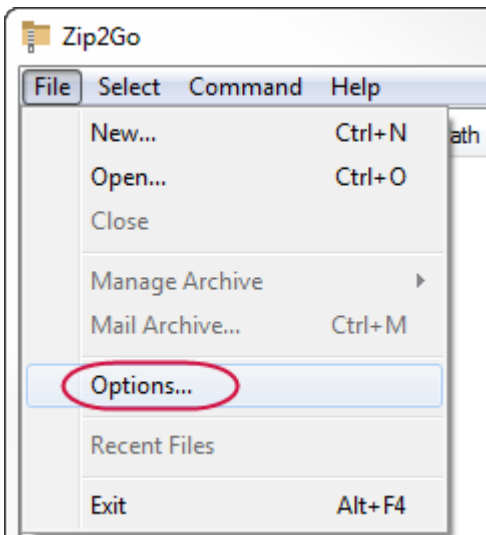 Zip2Go
File Select Command Help
New... Ctrl+N
ath
Open... Ctrl+O
Close
Manage Archive
Mail Archive... Ctrl+M
Options...
Recent Files
Exit Alt+F4